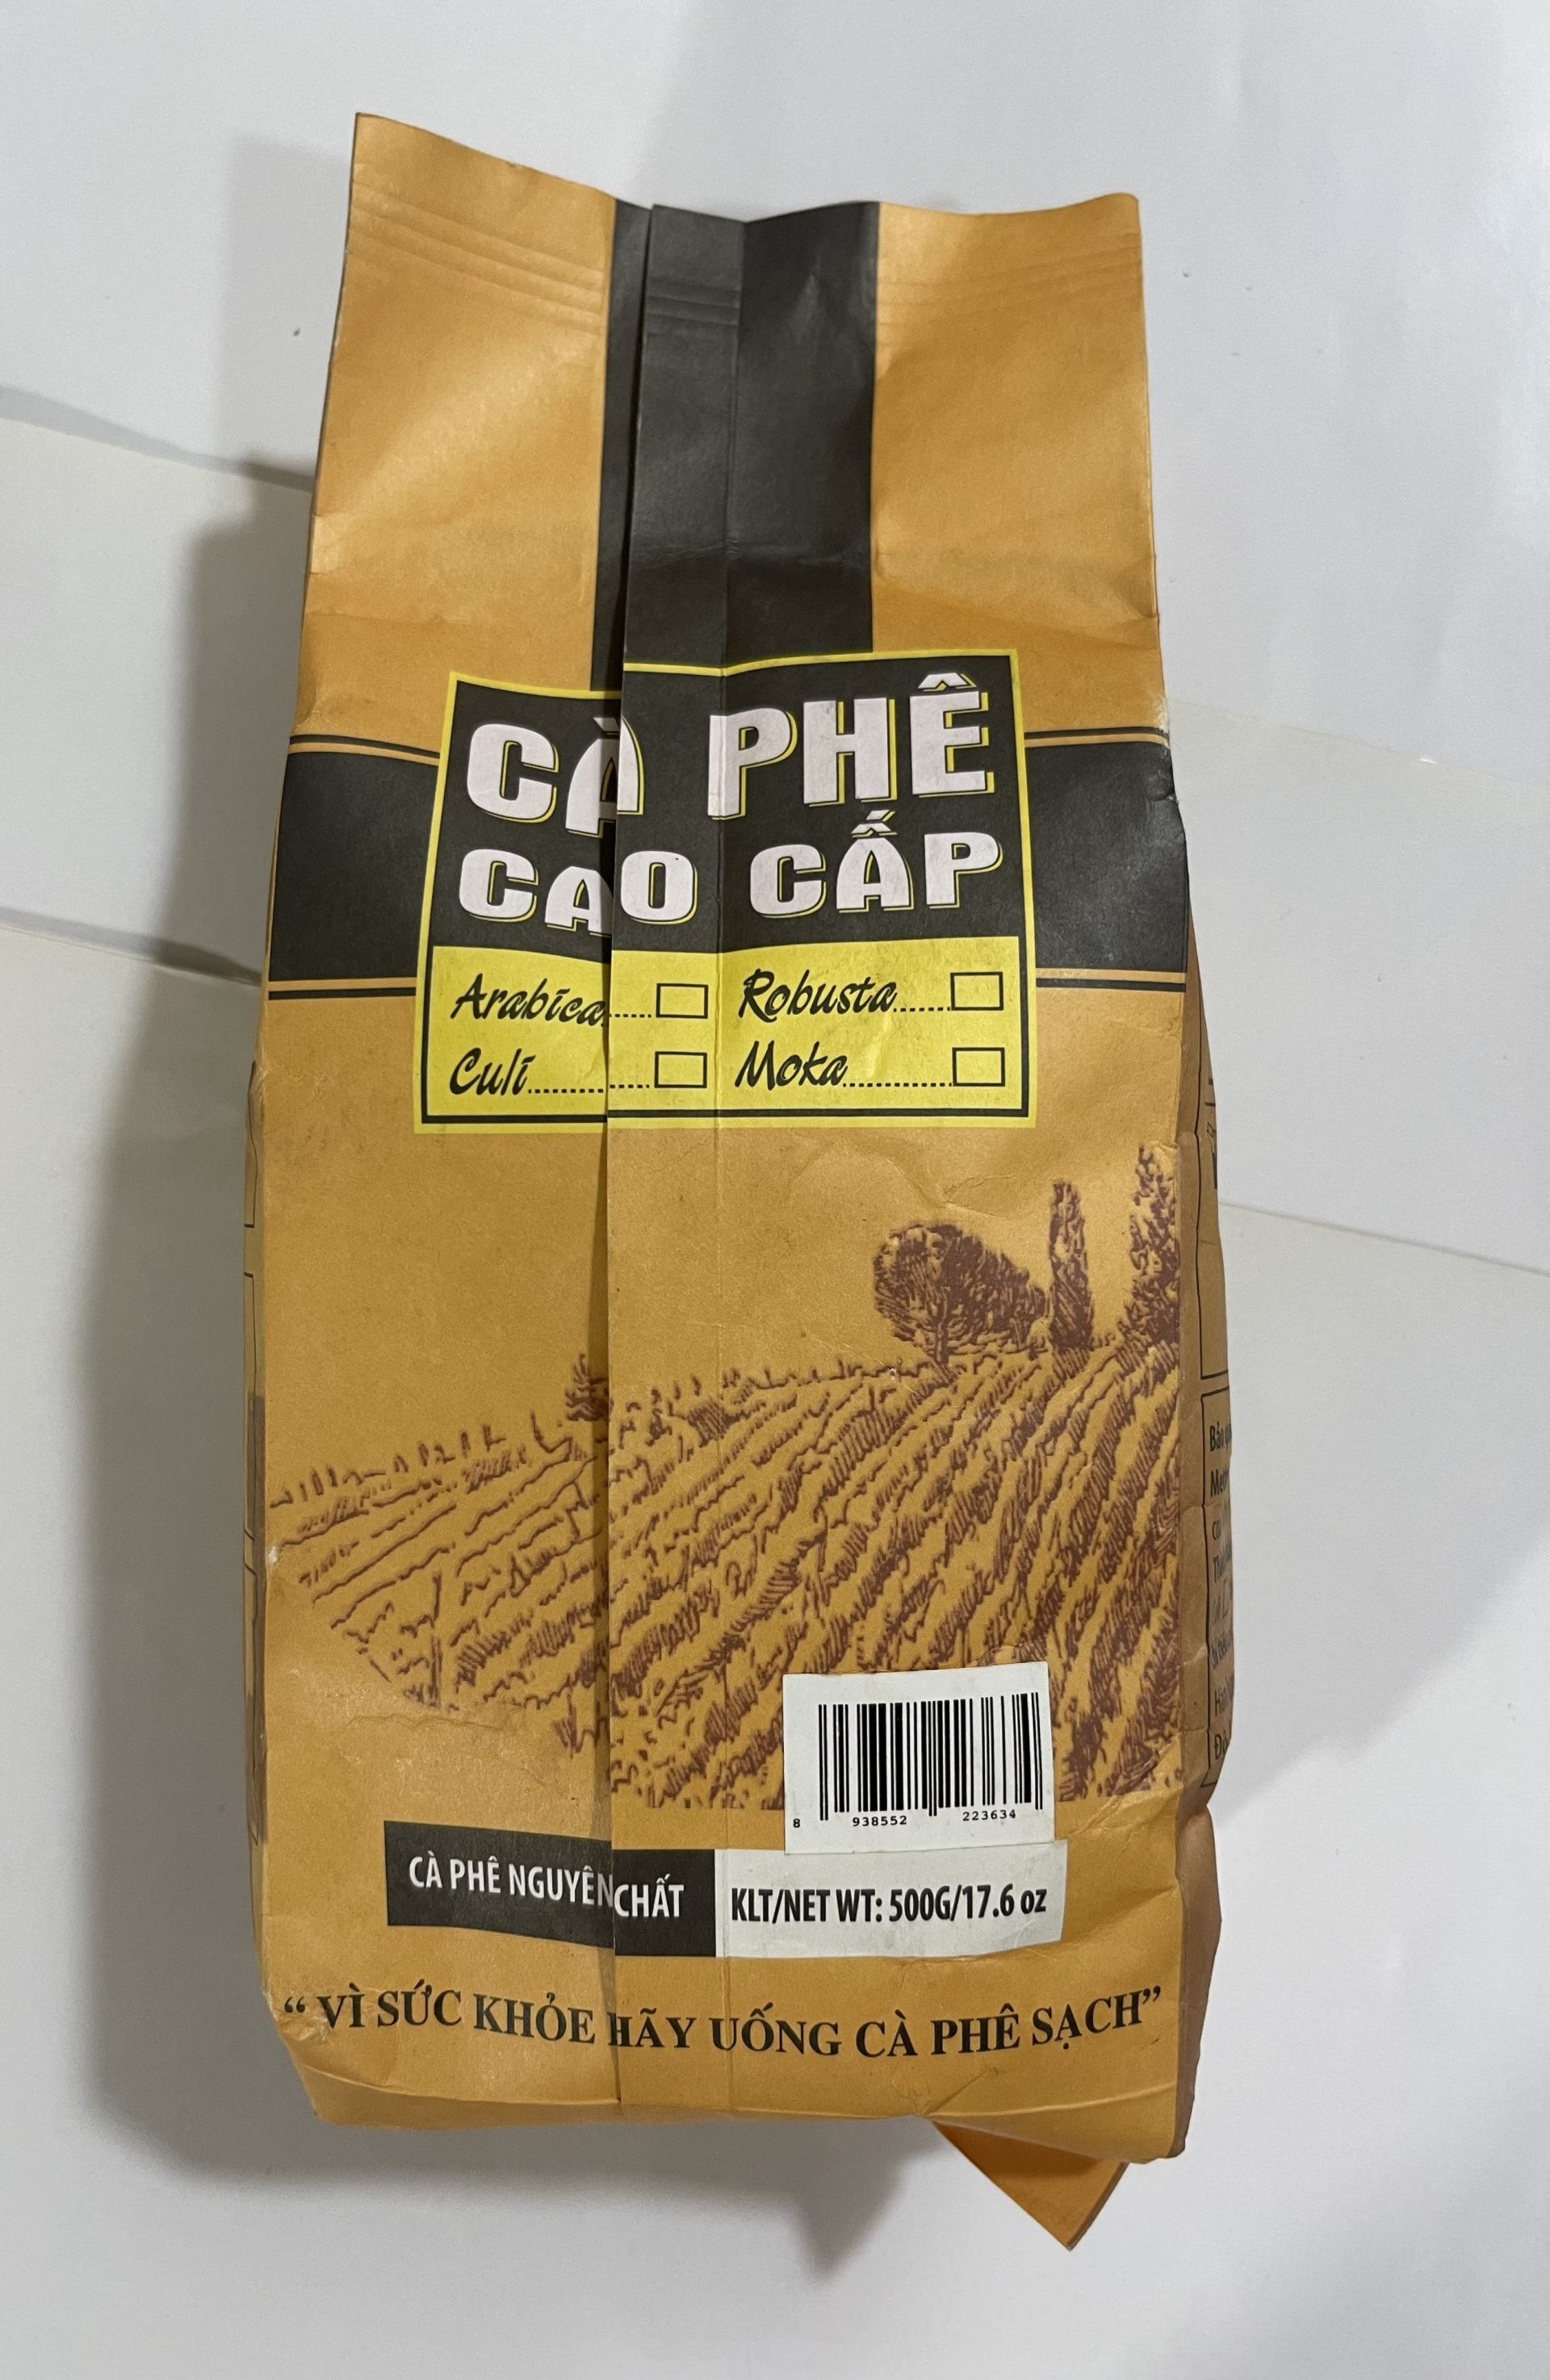 CÀ PHÊ
CAO CẤP
Arabica........☐ Robusta......☐
Culi..............☐ Moka...........☐
8 938552 223634
CÀ PHÊ NGUYÊN CHẤT KLT/NET WT: 500G/17.6 oz
“ VÌ SỨC KHỎE HÃY UỐNG CÀ PHÊ SẠCH”